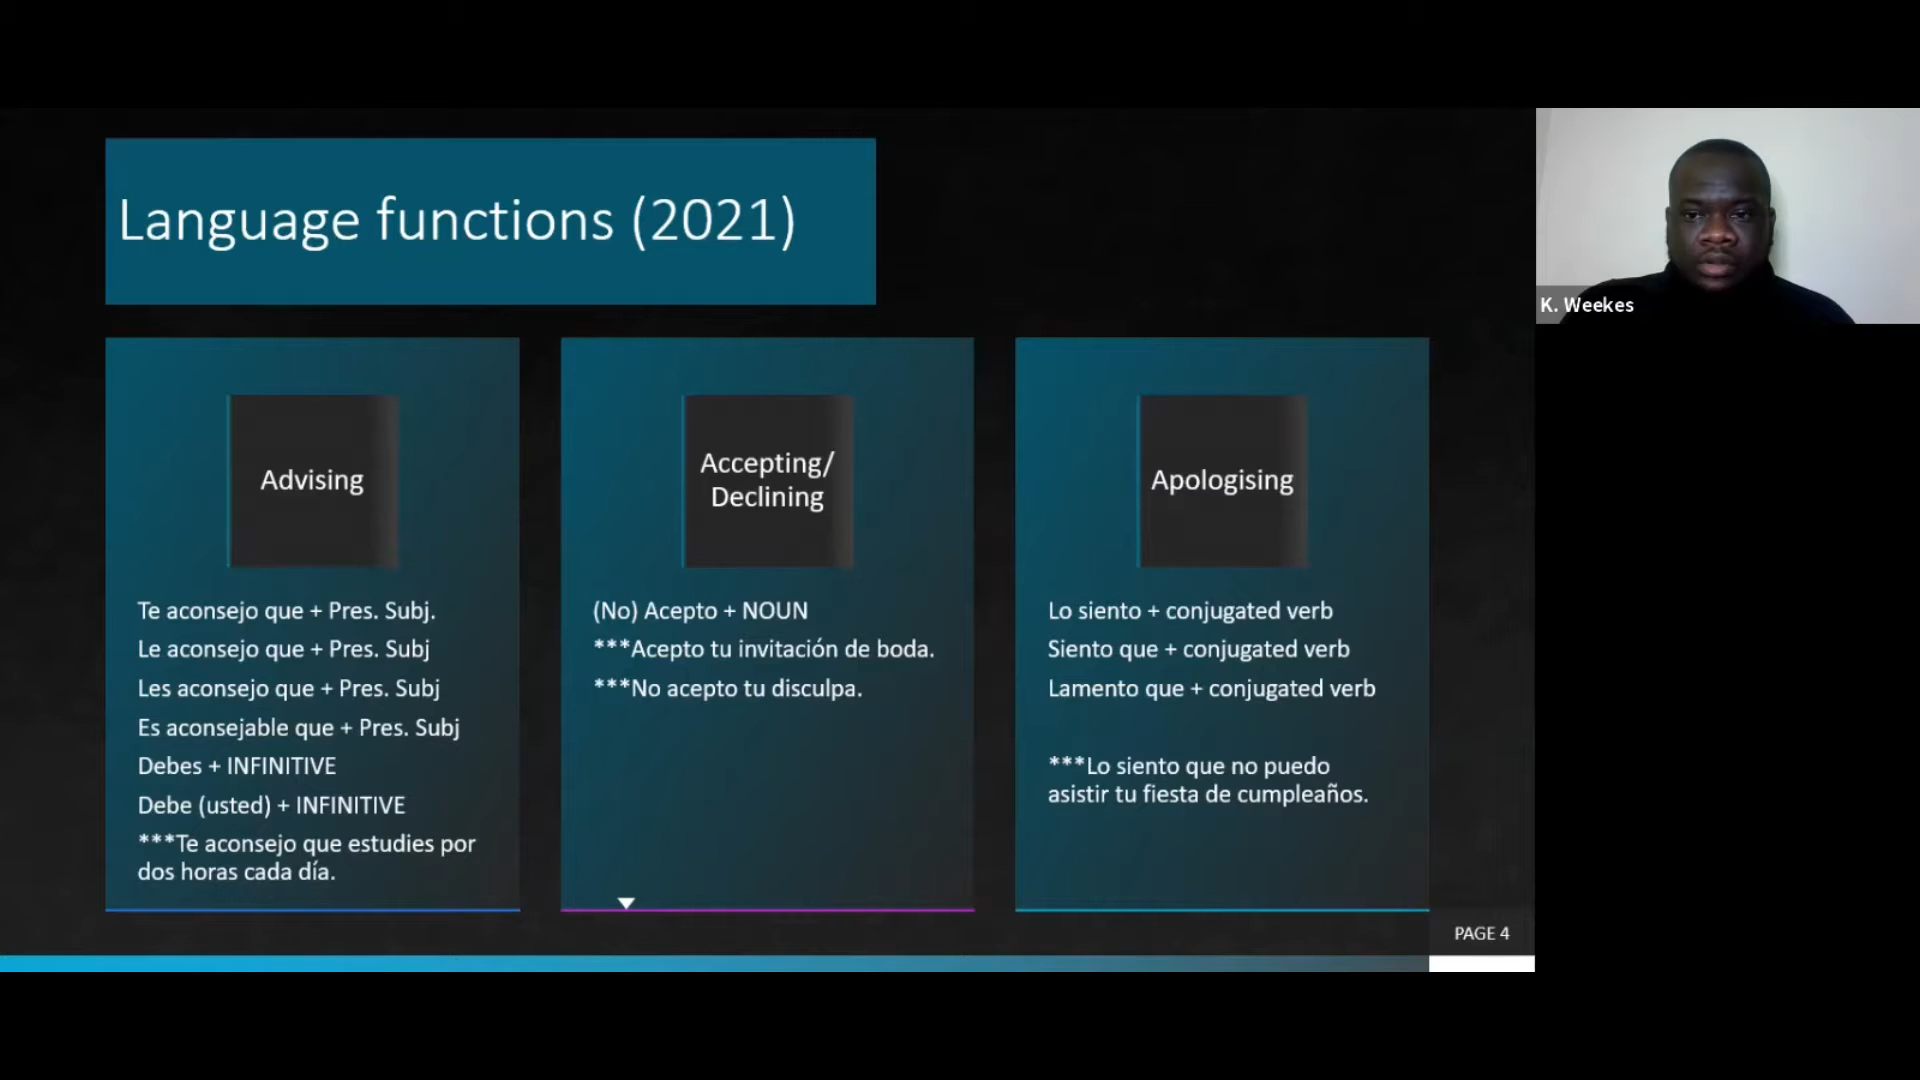 Language functions (2021)
K. Weekes
Advising
Te aconsejo que + Pres. Subj.
Le aconsejo que + Pres. Subj
Les aconsejo que + Pres. Subj
Es aconsejable que + Pres. Subj
Debes + INFINITIVE
Debe (usted) + INFINITIVE
***Te aconsejo que estudies por
dos horas cada día.
Accepting/
Declining
(No) Acepto + NOUN
***Acepto tu invitación de boda.
***No acepto tu disculpa.
Apologising
Lo siento + conjugated verb
Siento que + conjugated verb
Lamento que + conjugated verb
***Lo siento que no puedo
asistir tu fiesta de cumpleaños.
PAGE 4